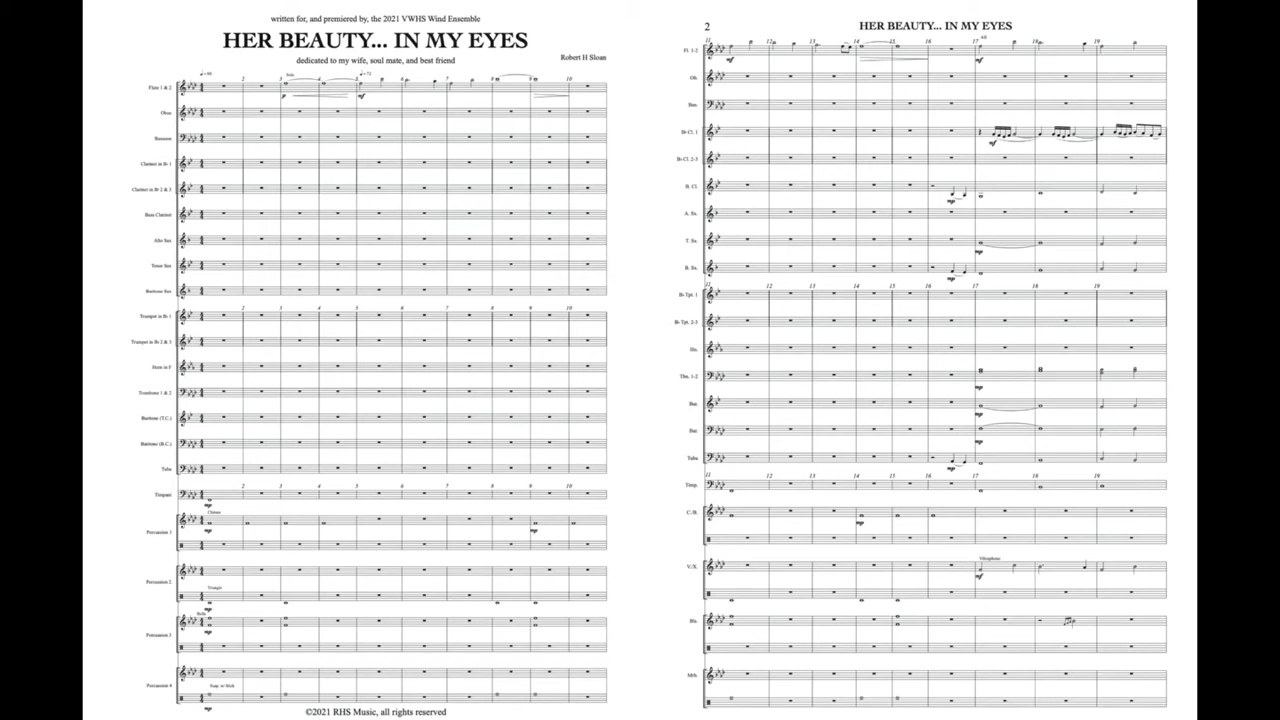 written for, and premiered by, the 2021 VWHS Wind Ensemble
HER BEAUTY... IN MY EYES
dedicated to my wife, soul mate, and best friend
Robert H Sloan
Flute 1 & 2
Solo
Oboe
Bassoon
Clarinet in B♭ 1
Clarinet in B♭ 2 & 3
Bass Clarinet
Alto Sax
Tenor Sax
Baritone Sax
Trumpet in B♭ 1
Trumpet in B♭ 2 & 3
Horn in F
Trombone 1 & 2
Baritone (T.C.)
Baritone (B.C.)
Tuba
Timpani
Chimes
Percussion 1
Percussion 2
Triangle
Bells
Percussion 3
Percussion 4
Susp. w/ Stick
©2021 RHS Music, all rights reserved
2
HER BEAUTY... IN MY EYES
Fl. 1-2
All
Ob.
Bsn.
B♭ Cl. 1
B♭ Cl. 2-3
B. Cl.
A. Sx.
T. Sx.
B. Sx.
B♭ Tpt. 1
B♭ Tpt. 2-3
Hn.
Tbn. 1-2
Bar.
Bar.
Tuba
Timp.
C./B.
Vibraphone
V./X.
Bls.
Mrb.